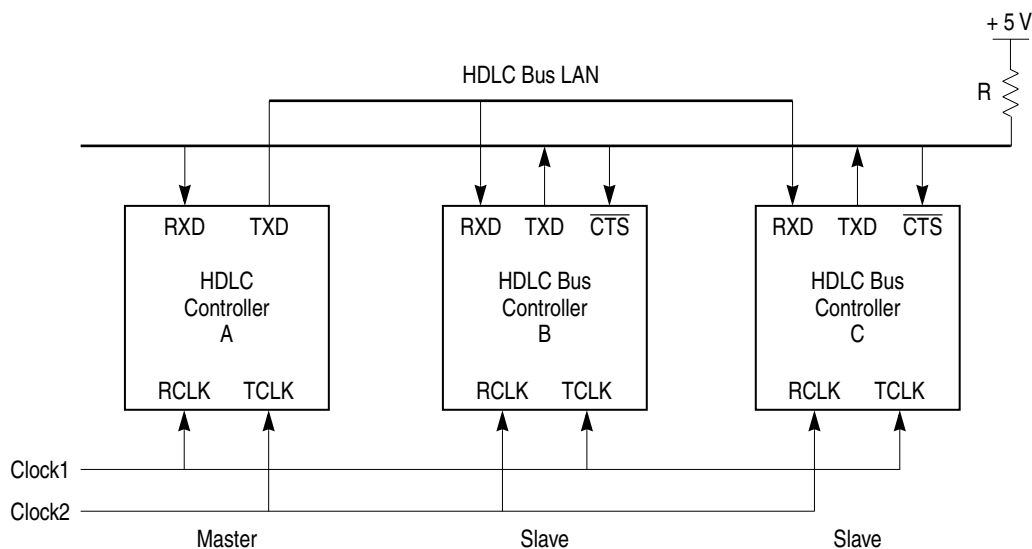 + 5 V
HDLC Bus LAN
R
RXD TXD
RXD TXD CTS
RXD TXD CTS
HDLC
Controller
A
HDLC Bus
Controller
B
HDLC Bus
Controller
C
RCLK TCLK
RCLK TCLK
RCLK TCLK
Clock1
Clock2
Master
Slave
Slave